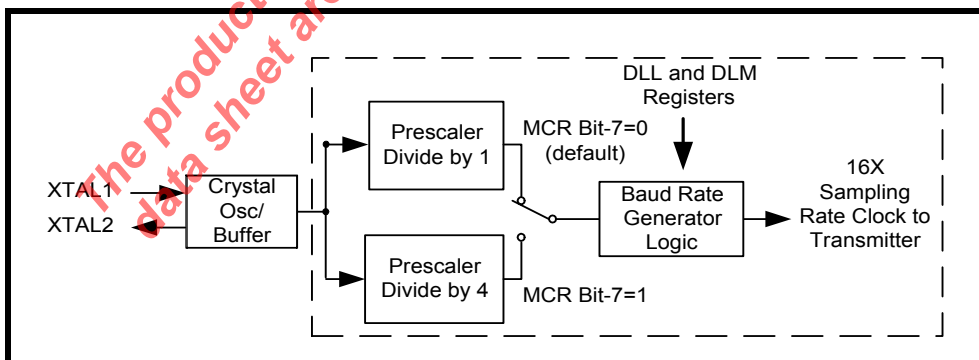 The product
data sheet are
DLL and DLM
Registers
Prescaler
Divide by 1
MCR Bit-7=0
(default)
XTAL1
XTAL2
Crystal
Osc/
Buffer
Baud Rate
Generator
Logic
16X
Sampling
Rate Clock to
Transmitter
Prescaler
Divide by 4
MCR Bit-7=1